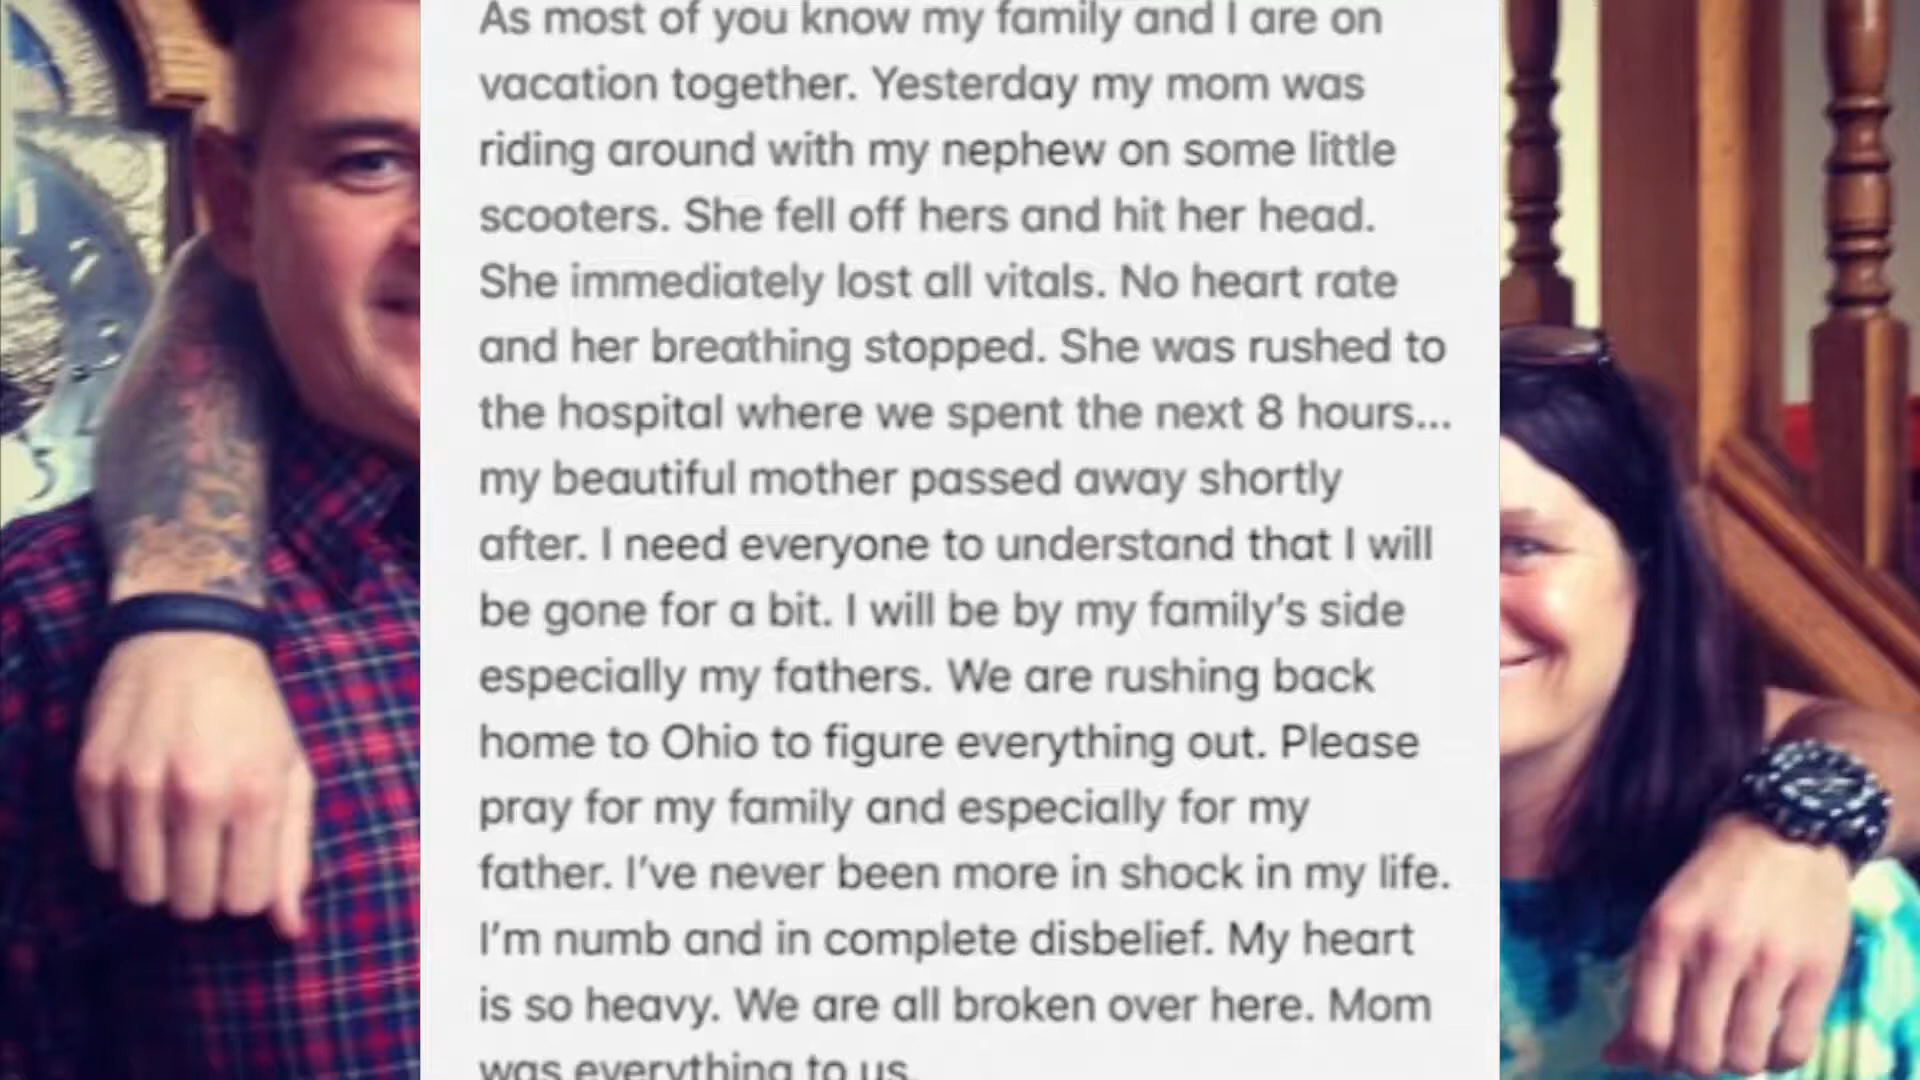 As most of you know my family and I are on
vacation together. Yesterday my mom was
riding around with my nephew on some little
scooters. She fell off hers and hit her head.
She immediately lost all vitals. No heart rate
and her breathing stopped. She was rushed to
the hospital where we spent the next 8 hours...
my beautiful mother passed away shortly
after. I need everyone to understand that I will
be gone for a bit. I will be by my family's side
especially my fathers. We are rushing back
home to Ohio to figure everything out. Please
pray for my family and especially for my
father. I've never been more in shock in my life.
I'm numb and in complete disbelief. My heart
is so heavy. We are all broken over here. Mom
was everything to us.